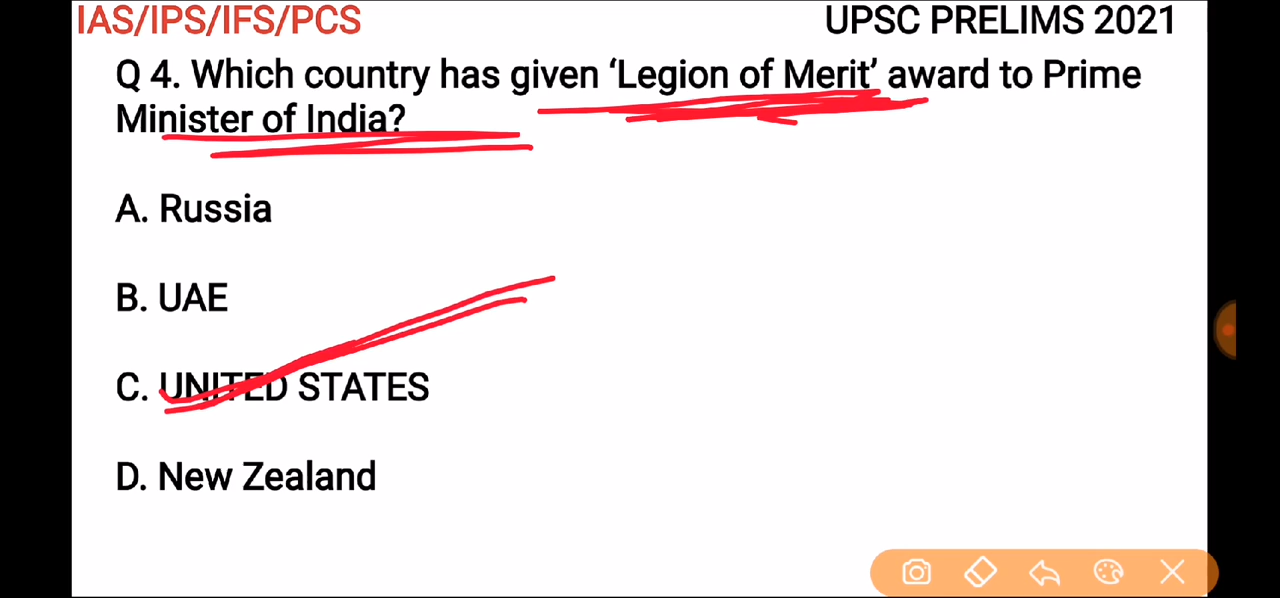 IAS/IPS/IFS/PCS UPSC PRELIMS 2021
Q 4. Which country has given ‘Legion of Merit’ award to Prime
Minister of India?
A. Russia
B. UAE
C. UNITED STATES
D. New Zealand